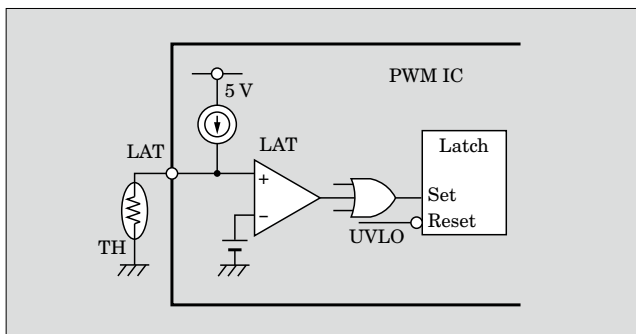 PWM IC
5 V
LAT
LAT
+
−
TH
Latch
Set
Reset
UVLO